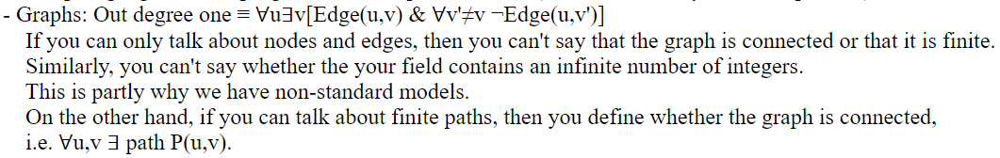 - Graphs: Out degree one ≡ ∀u∃v[Edge(u,v) & ∀v'≠v ¬Edge(u,v')]
If you can only talk about nodes and edges, then you can't say that the graph is connected or that it is finite.
Similarly, you can't say whether the your field contains an infinite number of integers.
This is partly why we have non-standard models.
On the other hand, if you can talk about finite paths, then you define whether the graph is connected,
i.e. ∀u,v ∃ path P(u,v).